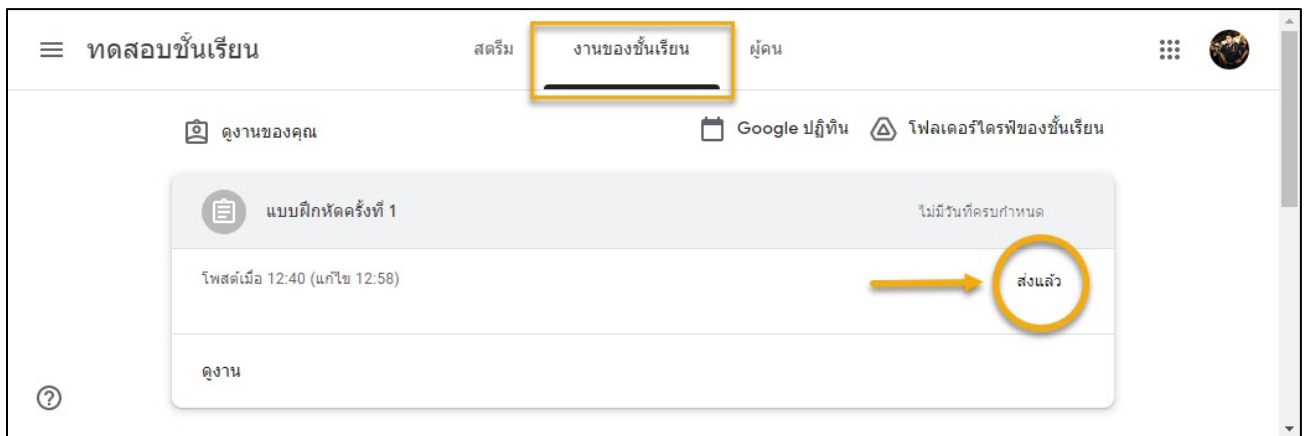 ทดสอบชั้นเรียน
สตรีม
งานของชั้นเรียน
ผู้คน
ดูงานของคุณ
Google ปฏิทิน
โฟลเดอร์ไดรฟ์ของชั้นเรียน
แบบฝึกหัดครั้งที่ 1
ไม่มีวันที่ครบกำหนด
โพสต์เมื่อ 12:40 (แก้ไข 12:58)
ส่งแล้ว
ดูงาน